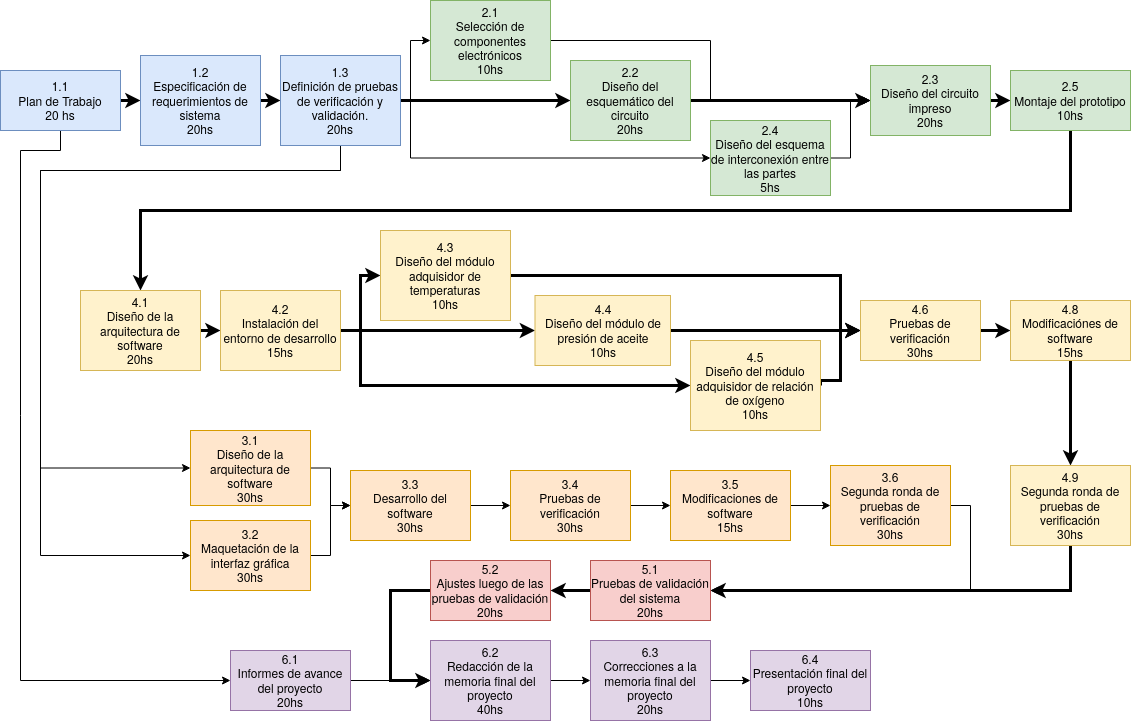 1.1
Plan de Trabajo
20 hs
1.2
Especificación de
requerimientos de
sistema
20hs
1.3
Definición de pruebas
de verificación y
validación.
20hs
2.1
Selección de
componentes
electrónicos
10hs
2.2
Diseño del
esquemático del
circuito
20hs
2.4
Diseño del esquema
de interconexión entre
las partes
5hs
2.3
Diseño del circuito
impreso
20hs
2.5
Montaje del prototipo
10hs
4.1
Diseño de la
arquitectura de
software
20hs
4.2
Instalación del
entorno de desarrollo
15hs
4.3
Diseño del módulo
adquisidor de
temperaturas
10hs
4.4
Diseño del módulo de
presión de aceite
10hs
4.5
Diseño del módulo
adquisidor de relación
de oxígeno
10hs
4.6
Pruebas de
verificación
30hs
4.8
Modificaciónes de
software
15hs
3.1
Diseño de la
arquitectura de
software
30hs
3.2
Maquetación de la
interfaz gráfica
30hs
3.3
Desarrollo del
software
30hs
3.4
Pruebas de
verificación
30hs
3.5
Modificaciones de
software
15hs
3.6
Segunda ronda de
pruebas de
verificación
30hs
4.9
Segunda ronda de
pruebas de
verificación
30hs
5.2
Ajustes luego de las
pruebas de validación
20hs
5.1
Pruebas de validación
del sistema
20hs
6.1
Informes de avance
del proyecto
20hs
6.2
Redacción de la
memoria final del
proyecto
40hs
6.3
Correcciones a la
memoria final del
proyecto
20hs
6.4
Presentación final del
proyecto
10hs